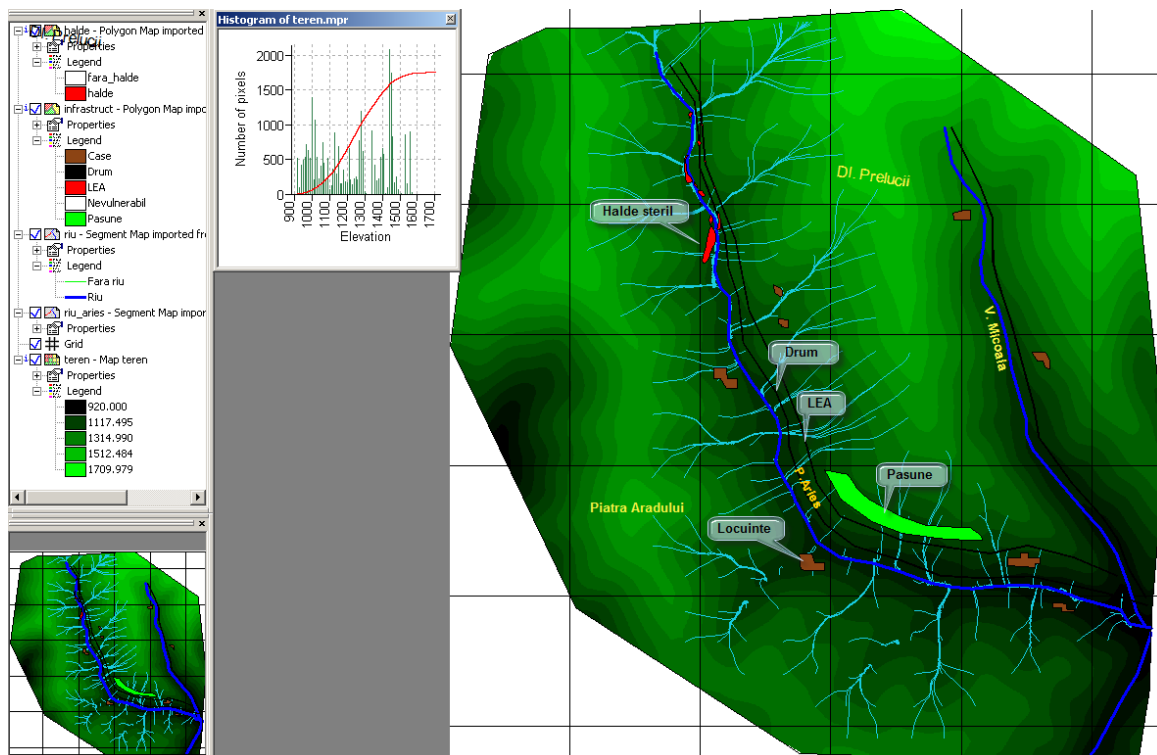 halde - Polygon Map imported
Properties
Legend
fara_halde
halde
infrastruct - Polygon Map impo
Properties
Legend
Case
Drum
LEA
Nevulnerabil
Pasune
riu - Segment Map imported fr
Properties
Legend
Fara riu
Riu
riu_aries - Segment Map impor
Properties
Grid
teren - Map teren
Properties
Legend
920.000
1117.495
1314.990
1512.484
1709.979
Histogram of teren.mpr
Number of pixels
2000
1500
1000
500
0
900
1000
1100
1200
1300
1400
1500
1600
1700
Elevation
Dl. Prelucii
Halde steril
V. Micoaia
Drum
LEA
Pasune
P. Aries
Piatra Aradului
Locuinte